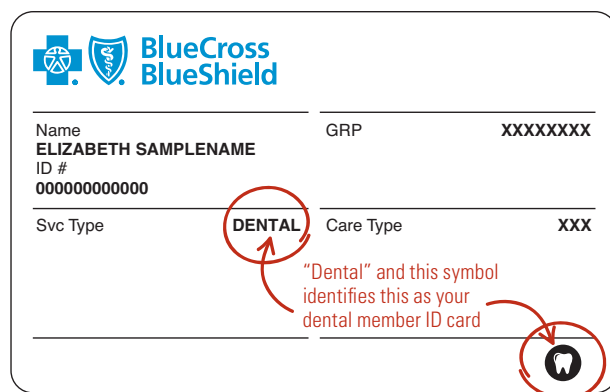 BlueCross
BlueShield
Name
ELIZABETH SAMPLENAME
ID #
000000000000
GRP XXXXXXXX
Svc Type DENTAL
Care Type XXX
"Dental" and this symbol
identifies this as your
dental member ID card